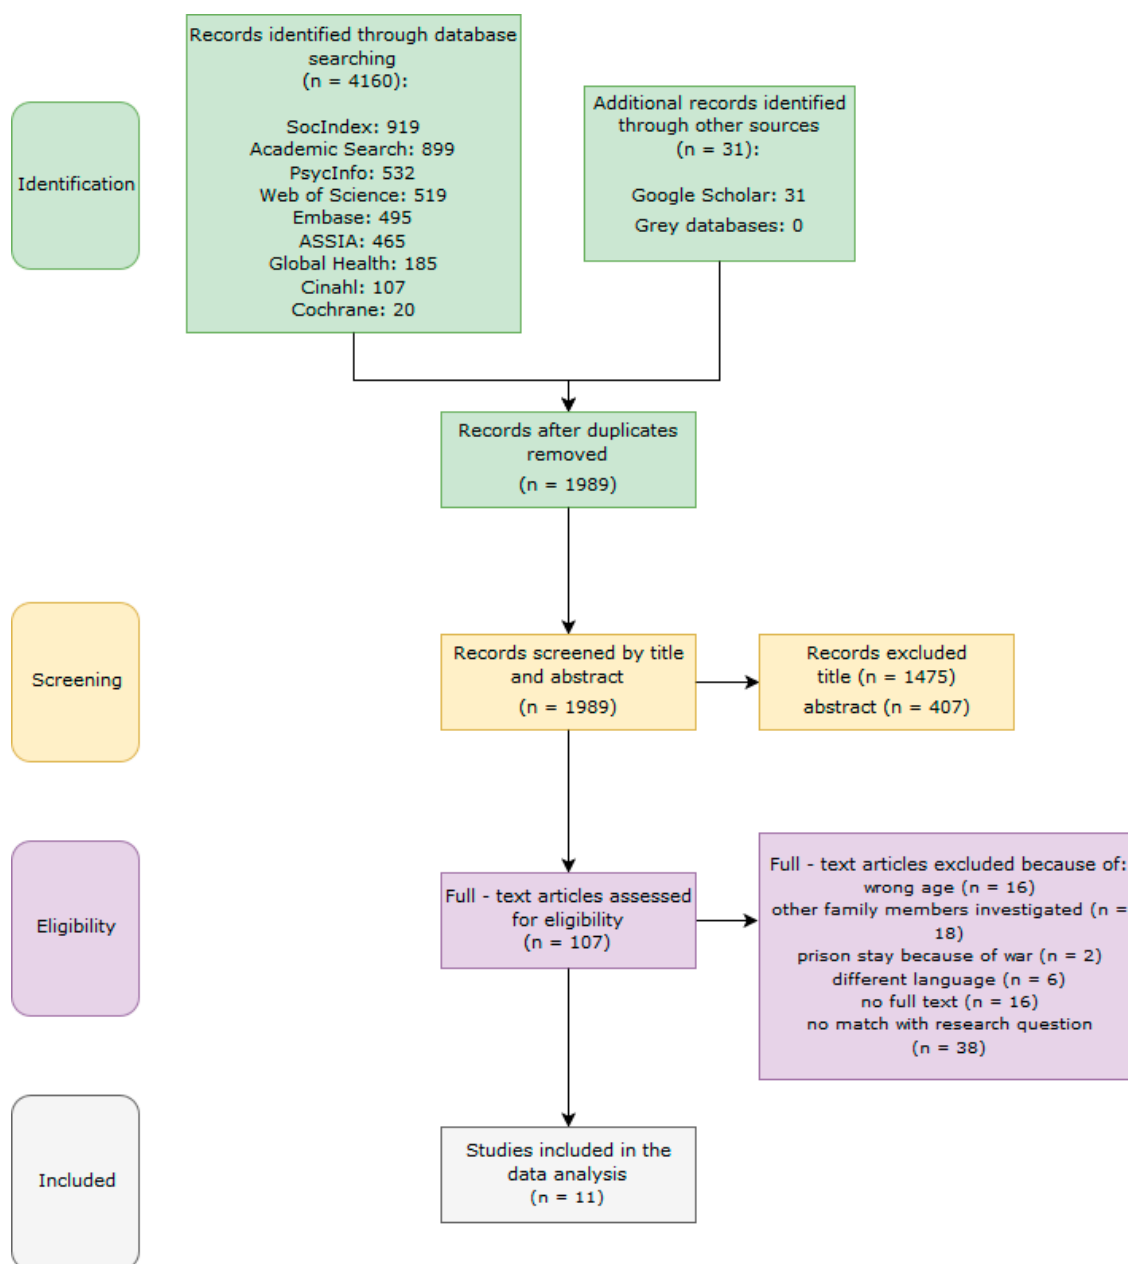 Records identified through database
searching
(n = 4160):
SocIndex: 919
Academic Search: 899
PsycInfo: 532
Web of Science: 519
Embase: 495
ASSIA: 465
Global Health: 185
Cinahl: 107
Cochrane: 20
Additional records identified
through other sources
(n = 31):
Google Scholar: 31
Grey databases: 0
Identification
Records after duplicates
removed
(n = 1989)
Screening
Records screened by title
and abstract
(n = 1989)
Records excluded
title (n = 1475)
abstract (n = 407)
Eligibility
Full - text articles assessed
for eligibility
(n = 107)
Full - text articles excluded because of:
wrong age (n = 16)
other family members investigated (n =
18)
prison stay because of war (n = 2)
different language (n = 6)
no full text (n = 16)
no match with research question
(n = 38)
Included
Studies included in the
data analysis
(n = 11)